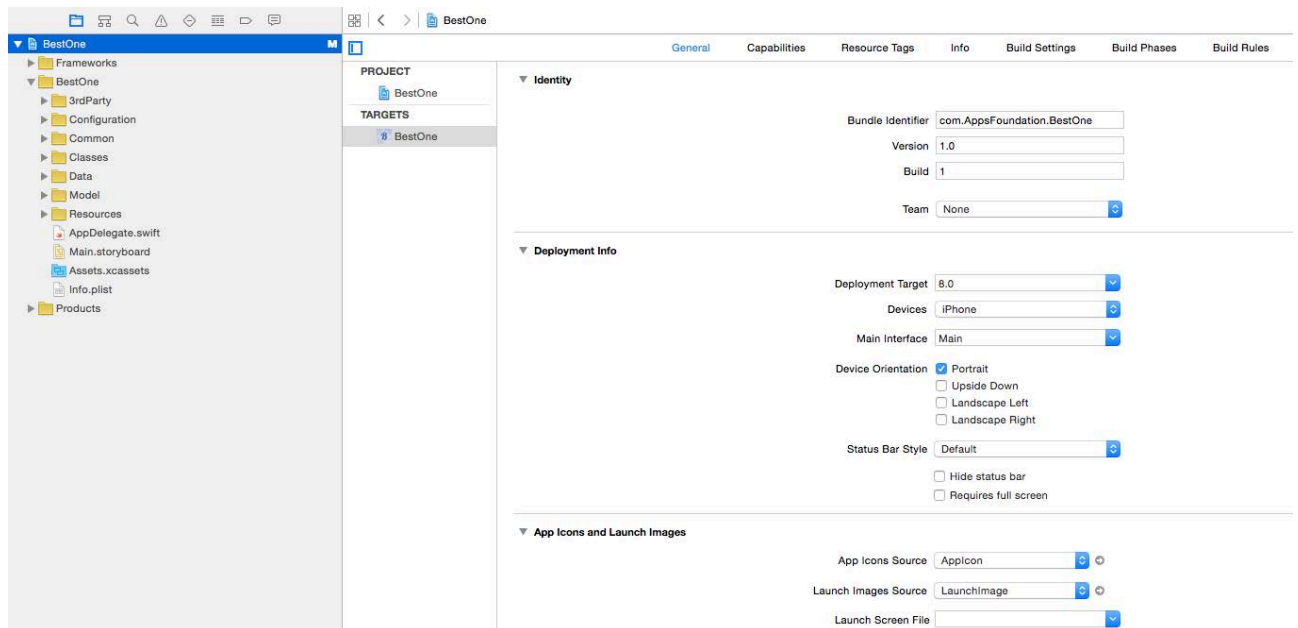 BestOne
BestOne M
General Capabilities Resource Tags Info Build Settings Build Phases Build Rules
Frameworks
BestOne
3rdParty
Configuration
Common
Classes
Data
Model
Resources
AppDelegate.swift
Main.storyboard
Assets.xcassets
Info.plist
Products
PROJECT
BestOne
TARGETS
BestOne
Identity
Bundle Identifier com.AppsFoundation.BestOne
Version 1.0
Build 1
Team None
Deployment Info
Deployment Target 8.0
Devices iPhone
Main Interface Main
Device Orientation Portrait
Upside Down
Landscape Left
Landscape Right
Status Bar Style Default
Hide status bar
Requires full screen
App Icons and Launch Images
App Icons Source AppIcon
Launch Images Source LaunchImage
Launch Screen File